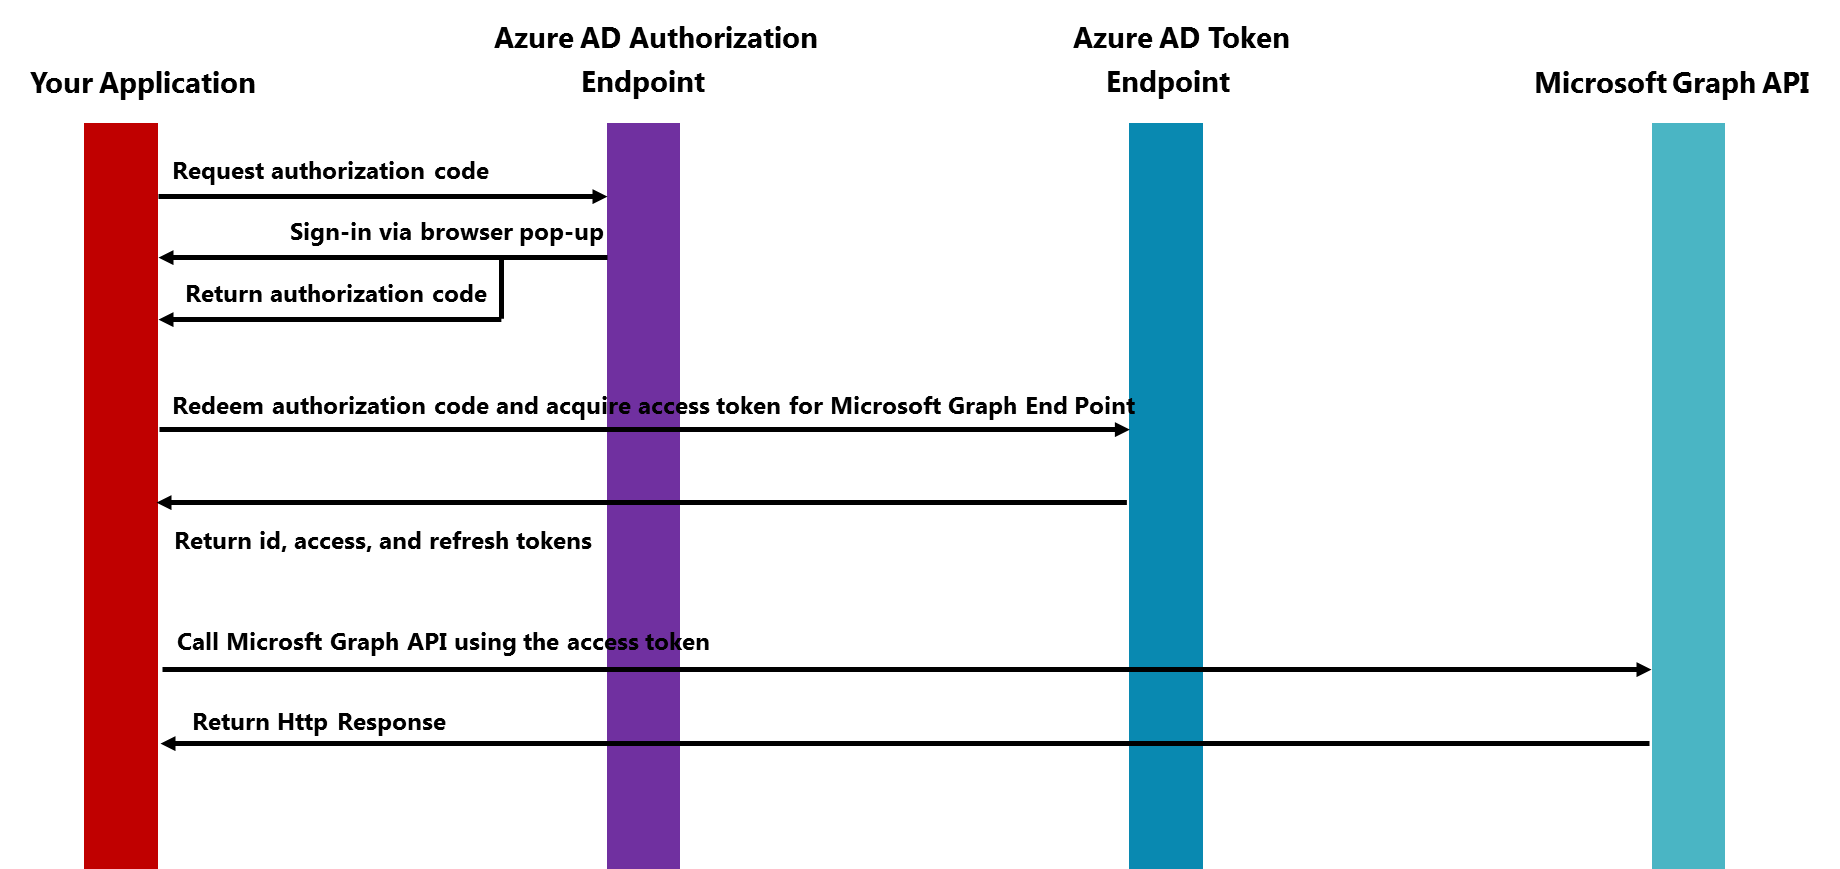 Your Application
Azure AD Authorization
Endpoint
Azure AD Token
Endpoint
Microsoft Graph API
Request authorization code
Sign-in via browser pop-up
Return authorization code
Redeem authorization code and acquire access token for Microsoft Graph End Point
Return id, access, and refresh tokens
Call Microsft Graph API using the access token
Return Http Response